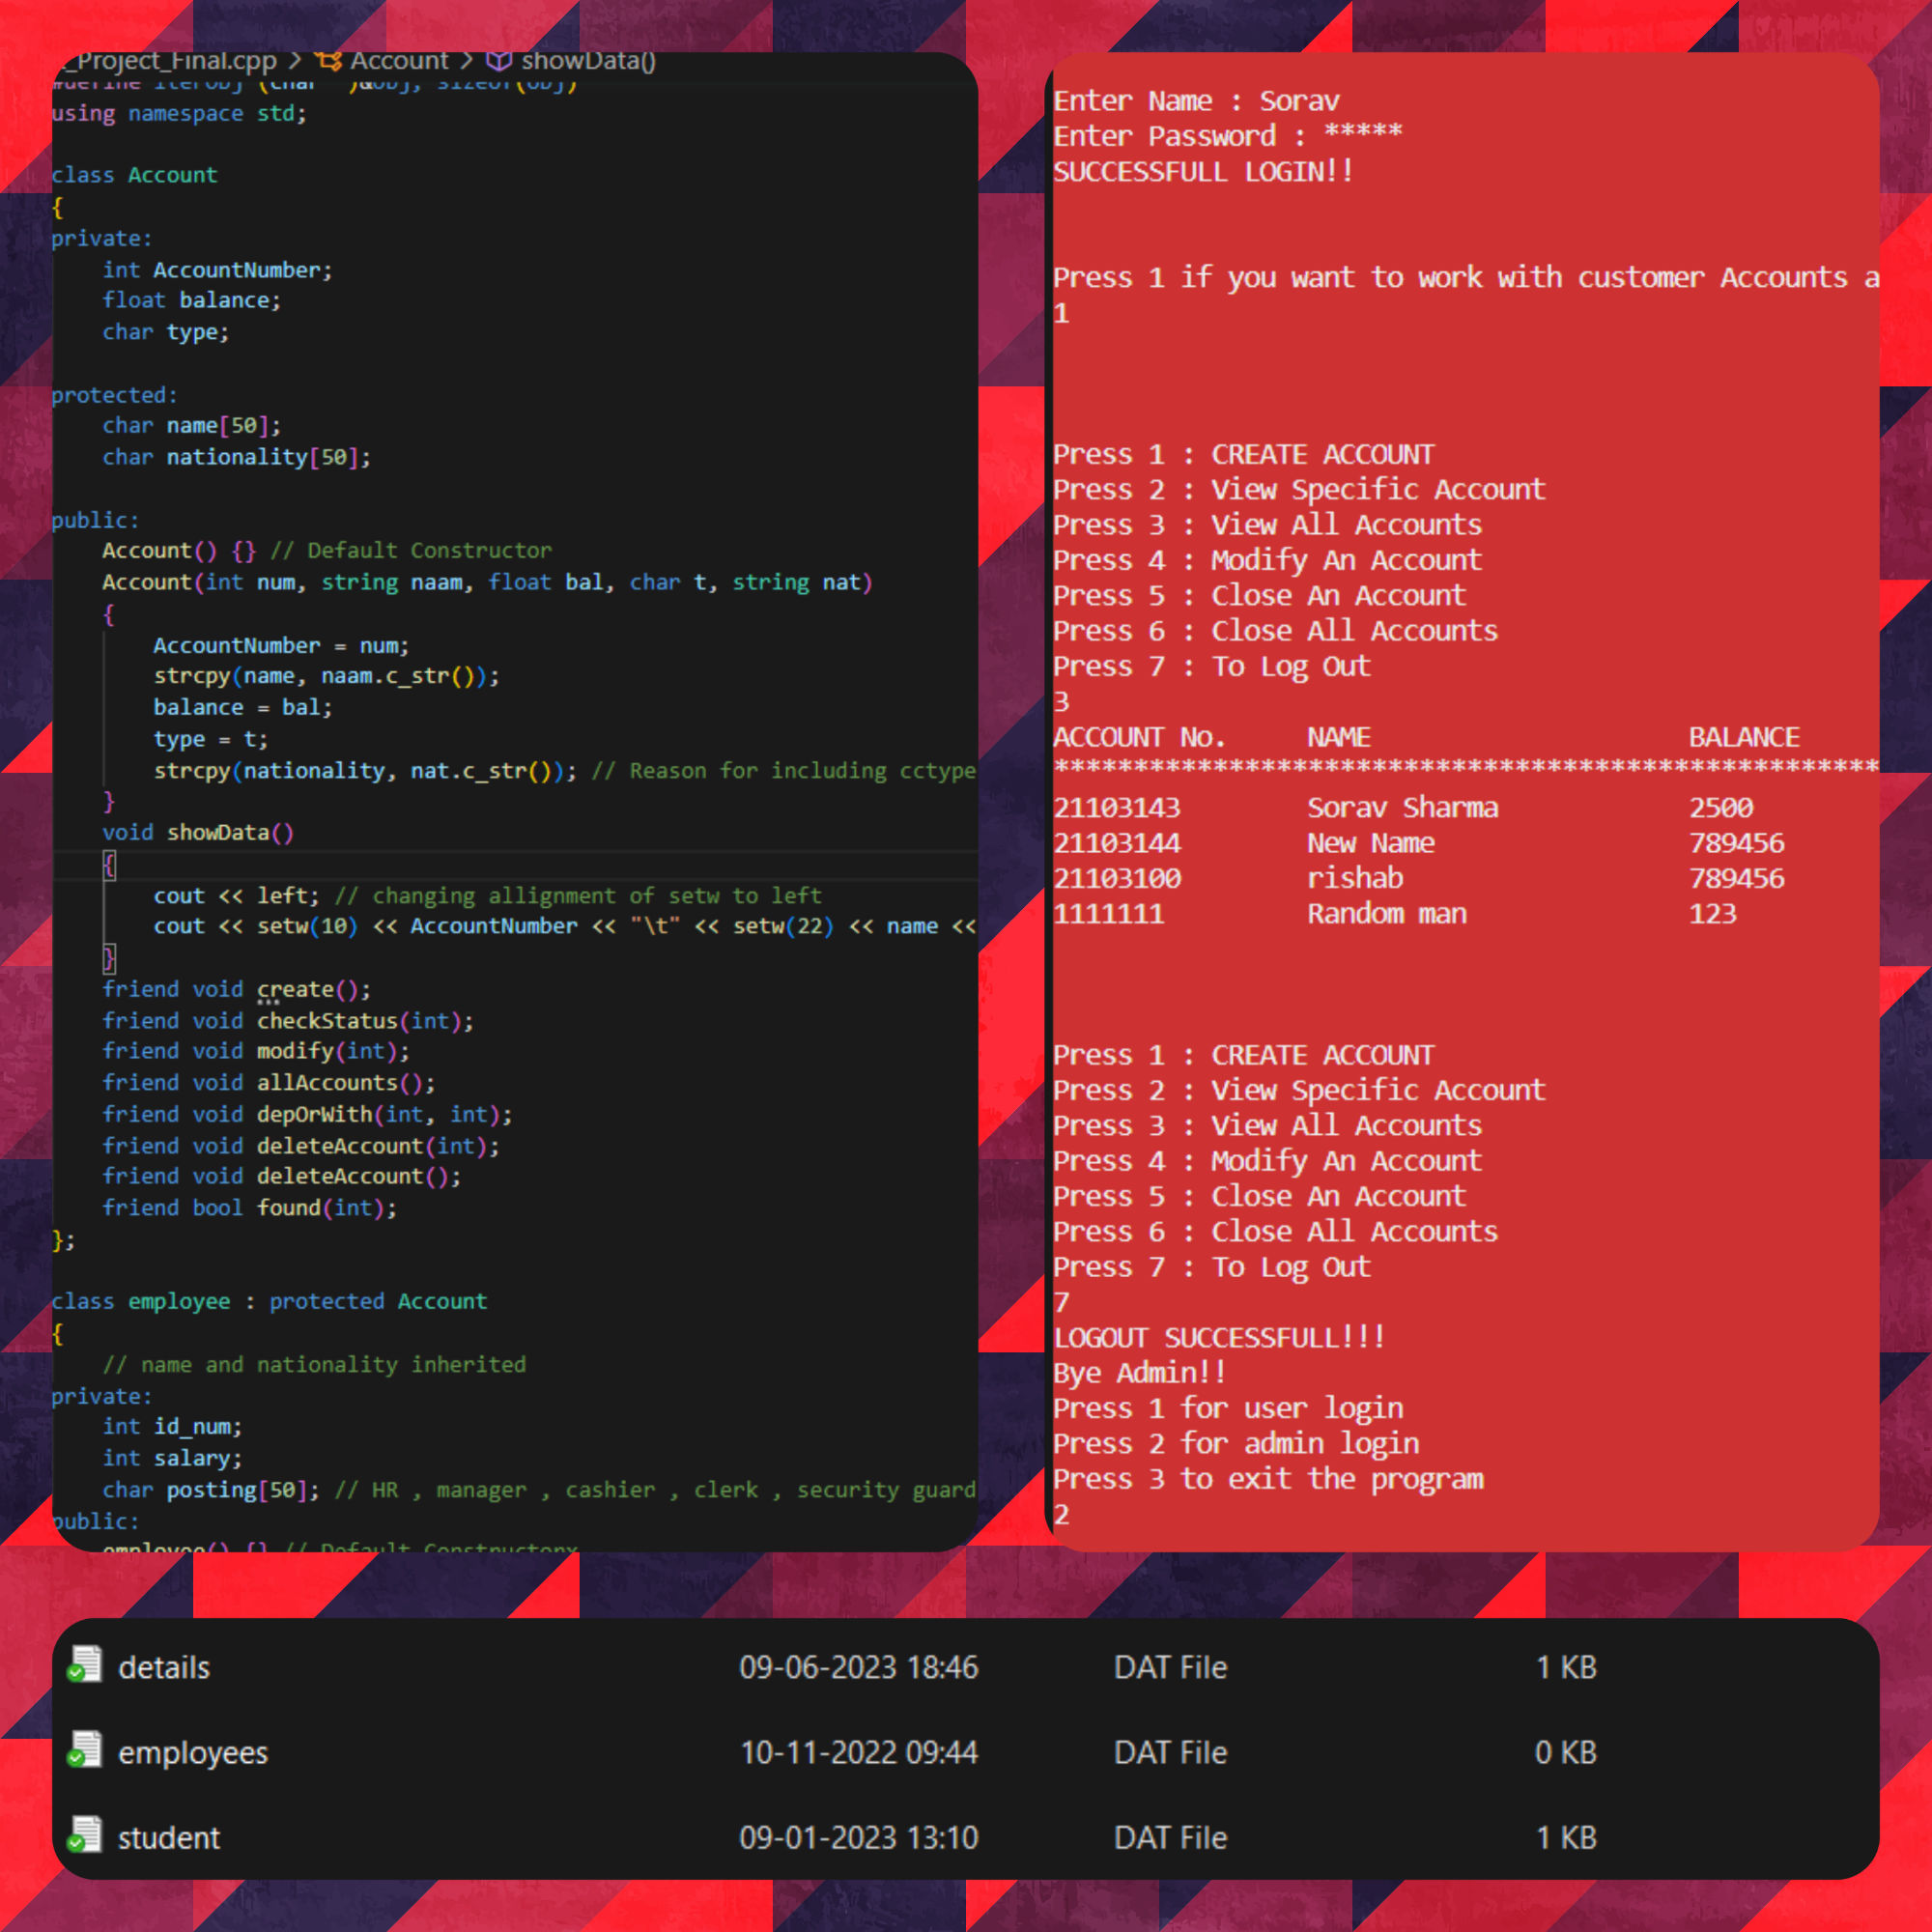 _Project_Final.cpp > Account > showData()
#define iterobj (char *)&obj, sizeof(obj)
using namespace std;
class Account
{
private:
int AccountNumber;
float balance;
char type;
protected:
char name[50];
char nationality[50];
public:
Account() {} // Default Constructor
Account(int num, string naam, float bal, char t, string nat)
{
AccountNumber = num;
strcpy(name, naam.c_str());
balance = bal;
type = t;
strcpy(nationality, nat.c_str()); // Reason for including cctype
}
void showData()
{
cout << left; // changing allignment of setw to left
cout << setw(10) << AccountNumber << "\t" << setw(22) << name <<
}
friend void create();
friend void checkStatus(int);
friend void modify(int);
friend void allAccounts();
friend void depOrWith(int, int);
friend void deleteAccount(int);
friend void deleteAccount();
friend bool found(int);
};
class employee : protected Account
{
// name and nationality inherited
private:
int id_num;
int salary;
char posting[50]; // HR , manager , cashier , clerk , security guard
public:
employee() {} // Default Constructorx
Enter Name : Sorav
Enter Password : *****
SUCCESSFULL LOGIN!!
Press 1 if you want to work with customer Accounts a
1
Press 1 : CREATE ACCOUNT
Press 2 : View Specific Account
Press 3 : View All Accounts
Press 4 : Modify An Account
Press 5 : Close An Account
Press 6 : Close All Accounts
Press 7 : To Log Out
3
ACCOUNT No. NAME BALANCE
****************************************************
21103143 Sorav Sharma 2500
21103144 New Name 789456
21103100 rishab 789456
1111111 Random man 123
Press 1 : CREATE ACCOUNT
Press 2 : View Specific Account
Press 3 : View All Accounts
Press 4 : Modify An Account
Press 5 : Close An Account
Press 6 : Close All Accounts
Press 7 : To Log Out
7
LOGOUT SUCCESSFULL!!!
Bye Admin!!
Press 1 for user login
Press 2 for admin login
Press 3 to exit the program
2
details 09-06-2023 18:46 DAT File 1 KB
employees 10-11-2022 09:44 DAT File 0 KB
student 09-01-2023 13:10 DAT File 1 KB